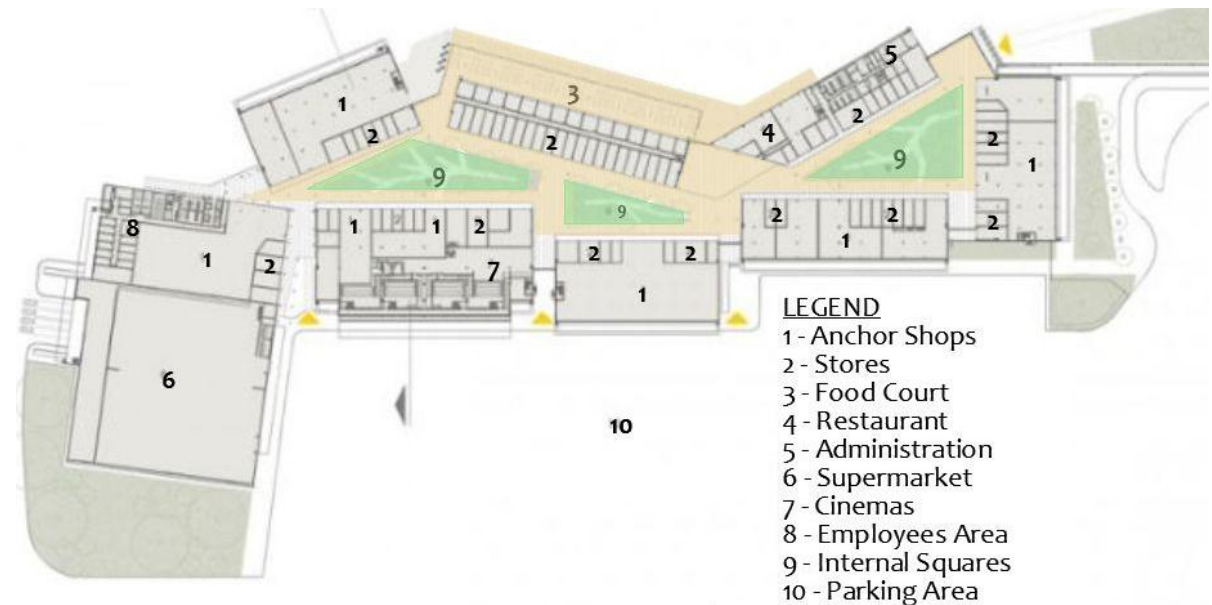 5
3
1
2
2
4
2
2
9
9
1
9
8
1
1
2
2
2
1
2
7
2
2
1
2
1
6
10
LEGEND
1 - Anchor Shops
2 - Stores
3 - Food Court
4 - Restaurant
5 - Administration
6 - Supermarket
7 - Cinemas
8 - Employees Area
9 - Internal Squares
10 - Parking Area